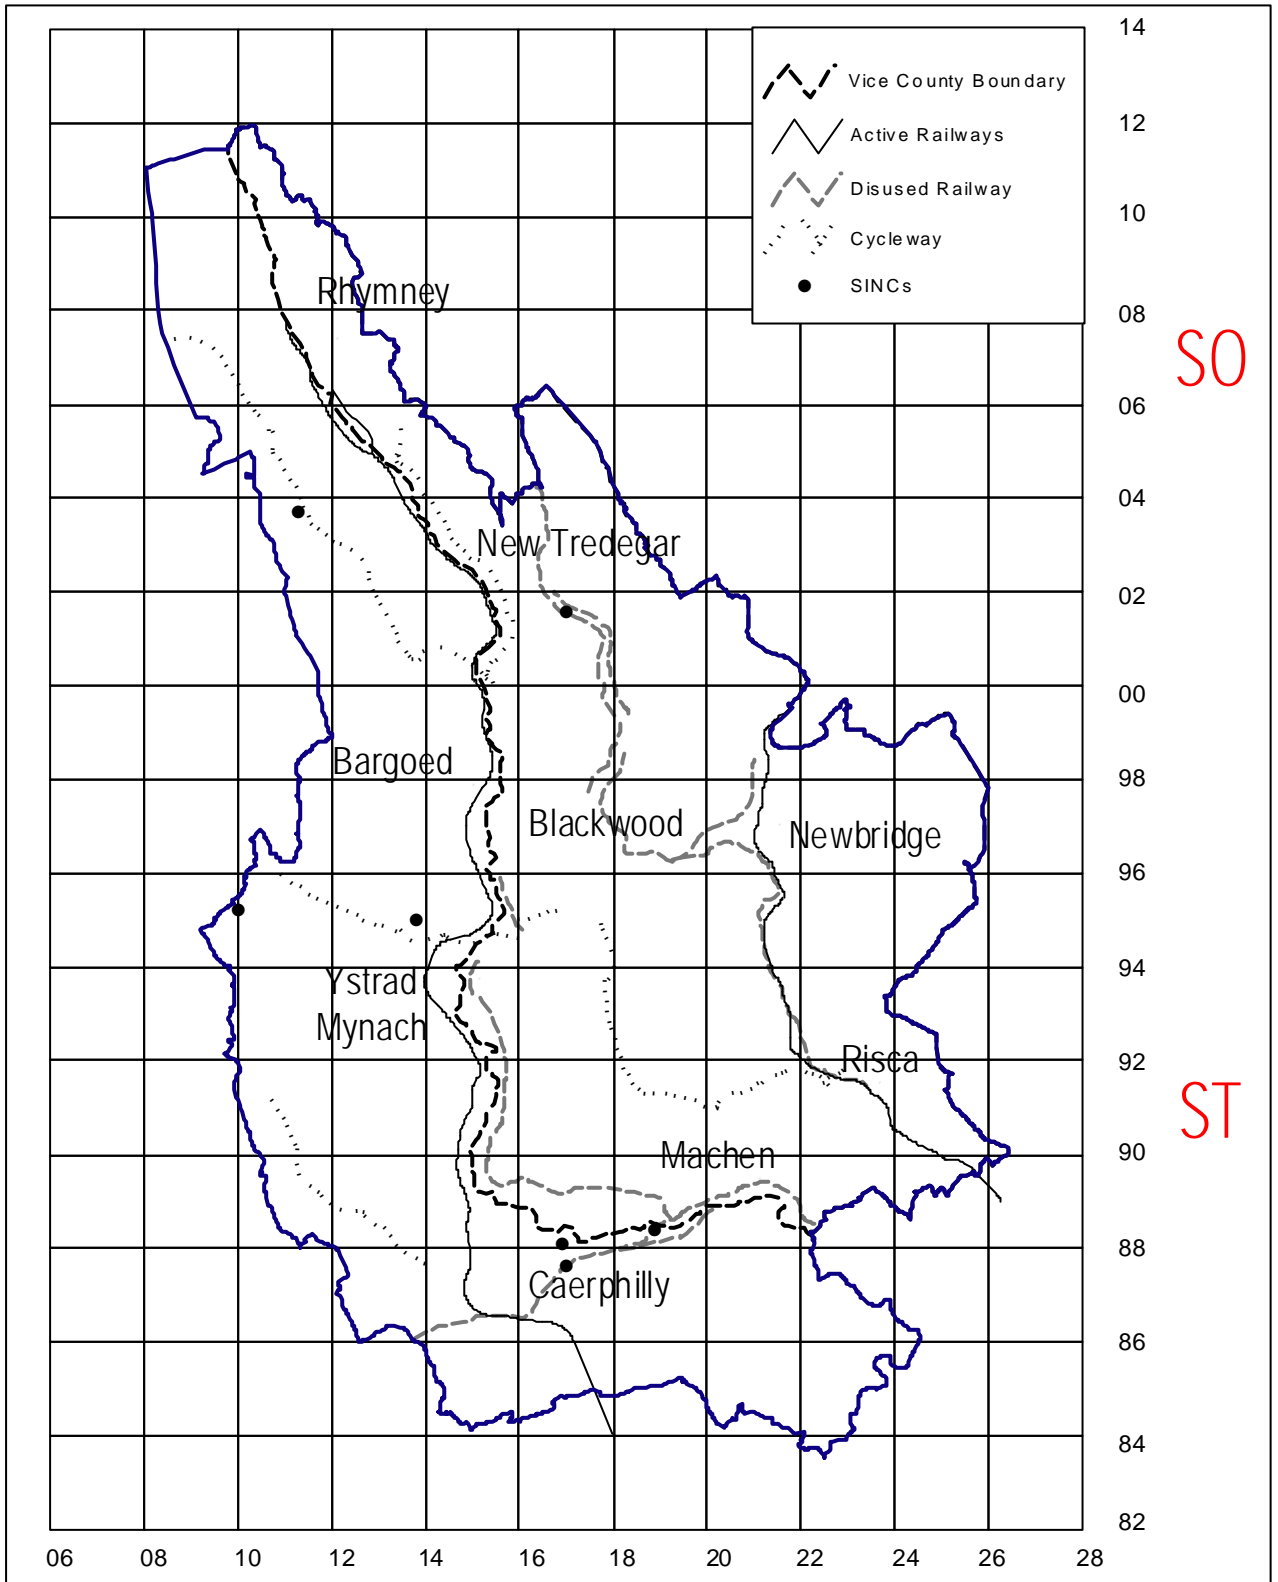 14
Vice County Boundary
12
Active Railways
Disused Railway
10
Cycleway
SINCs
Rhymney
08
SO
06
04
New Tredegar
02
00
Bargoed
98
Blackwood
Newbridge
96
Ystrad
Mynach
94
Risca
92
ST
Machen
90
88
Caerphilly
86
84
82
06 08 10 12 14 16 18 20 22 24 26 28